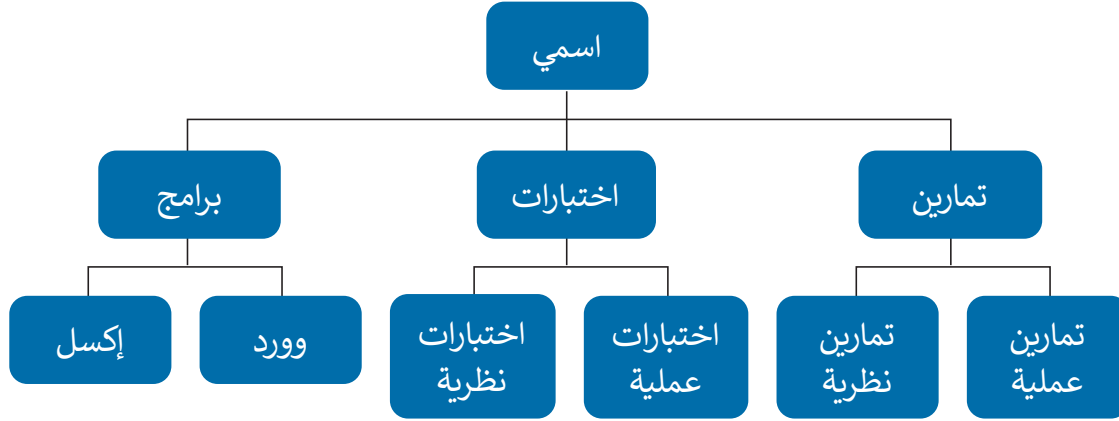 اسمي
تمارين
اختبارات
برامج
تمارين
عملية
تمارين
نظرية
اختبارات
عملية
اختبارات
نظرية
وورد
إكسل